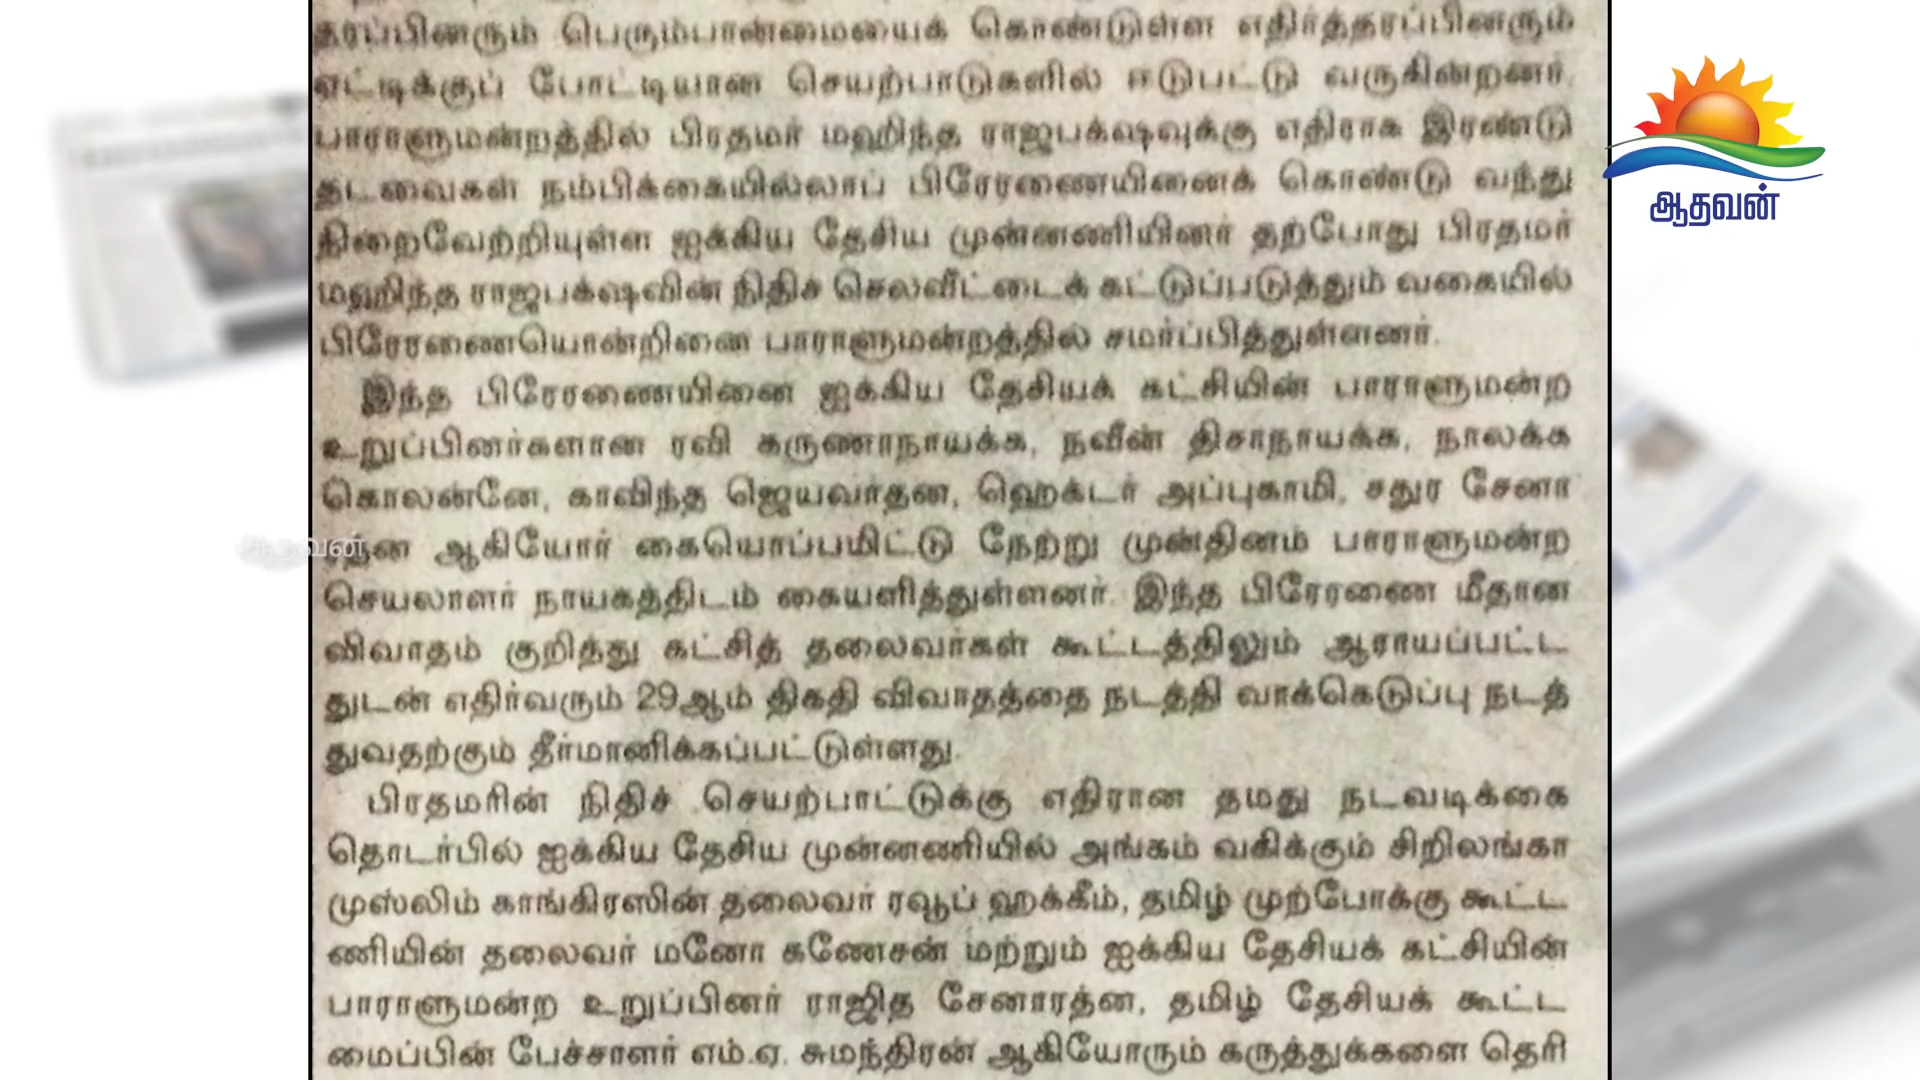 தரப்பினரும் பெரும்பான்மையைக் கொண்டுள்ள எதிர்த்தரப்பினரும்
ஏட்டிக்குப் போட்டியான செயற்பாடுகளில் ஈடுபட்டு வருகின்றனர்.
பாராளுமன்றத்தில் பிரதமர் மஹிந்த ராஜபக்ஷவுக்கு எதிராக இரண்டு
தடவைகள் நம்பிக்கையில்லாப் பிரேரணையினைக் கொண்டு வந்து
நிறைவேற்றியுள்ள ஐக்கிய தேசிய முன்னணியினர் தற்போது பிரதமர்
மஹிந்த ராஜபக்ஷவின் நிதிச் செலவீட்டைக் கட்டுப்படுத்தும் வகையில்
பிரேரணையொன்றினை பாராளுமன்றத்தில் சமர்ப்பித்துள்ளனர்.
இந்த பிரேரணையினை ஐக்கிய தேசியக் கட்சியின் பாராளுமன்ற
உறுப்பினர்களான ரவி கருணாநாயக்க, நவீன் திசாநாயக்க, நாலக்க
கொலன்னே, காவிந்த ஜெயவர்தன, ஹெக்டர் அப்புகாமி, சதுர சேனா
ரத்ன ஆகியோர் கையொப்பமிட்டு நேற்று முன்தினம் பாராளுமன்ற
செயலாளர் நாயகத்திடம் கையளித்துள்ளனர். இந்த பிரேரணை மீதான
விவாதம் குறித்து கட்சித் தலைவர்கள் கூட்டத்திலும் ஆராயப்பட்ட
துடன் எதிர்வரும் 29ஆம் திகதி விவாதத்தை நடத்தி வாக்கெடுப்பு நடத்
துவதற்கும் தீர்மானிக்கப்பட்டுள்ளது.
பிரதமரின் நிதிச் செயற்பாட்டுக்கு எதிரான தமது நடவடிக்கை
தொடர்பில் ஐக்கிய தேசிய முன்னணியில் அங்கம் வகிக்கும் சிறிலங்கா
முஸ்லிம் காங்கிரஸின் தலைவர் ரவூப் ஹக்கீம், தமிழ் முற்போக்கு கூட்ட
ணியின் தலைவர் மனோ கணேசன் மற்றும் ஐக்கிய தேசியக் கட்சியின்
பாராளுமன்ற உறுப்பினர் ராஜித சேனாரத்ன, தமிழ் தேசியக் கூட்ட
மைப்பின் பேச்சாளர் எம்.ஏ. சுமந்திரன் ஆகியோரும் கருத்துக்களை தெரி
ஆதவன்
ஆதவன்